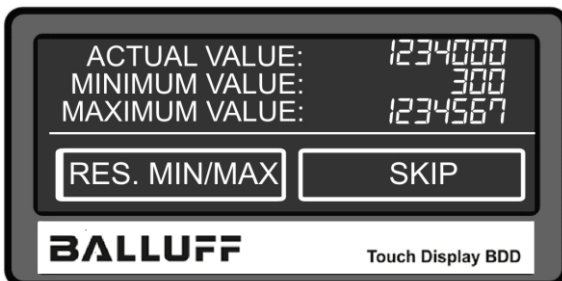 ACTUAL VALUE: 1234000
MINIMUM VALUE: 300
MAXIMUM VALUE: 1234567
RES. MIN/MAX SKIP
BALLUFF Touch Display BDD